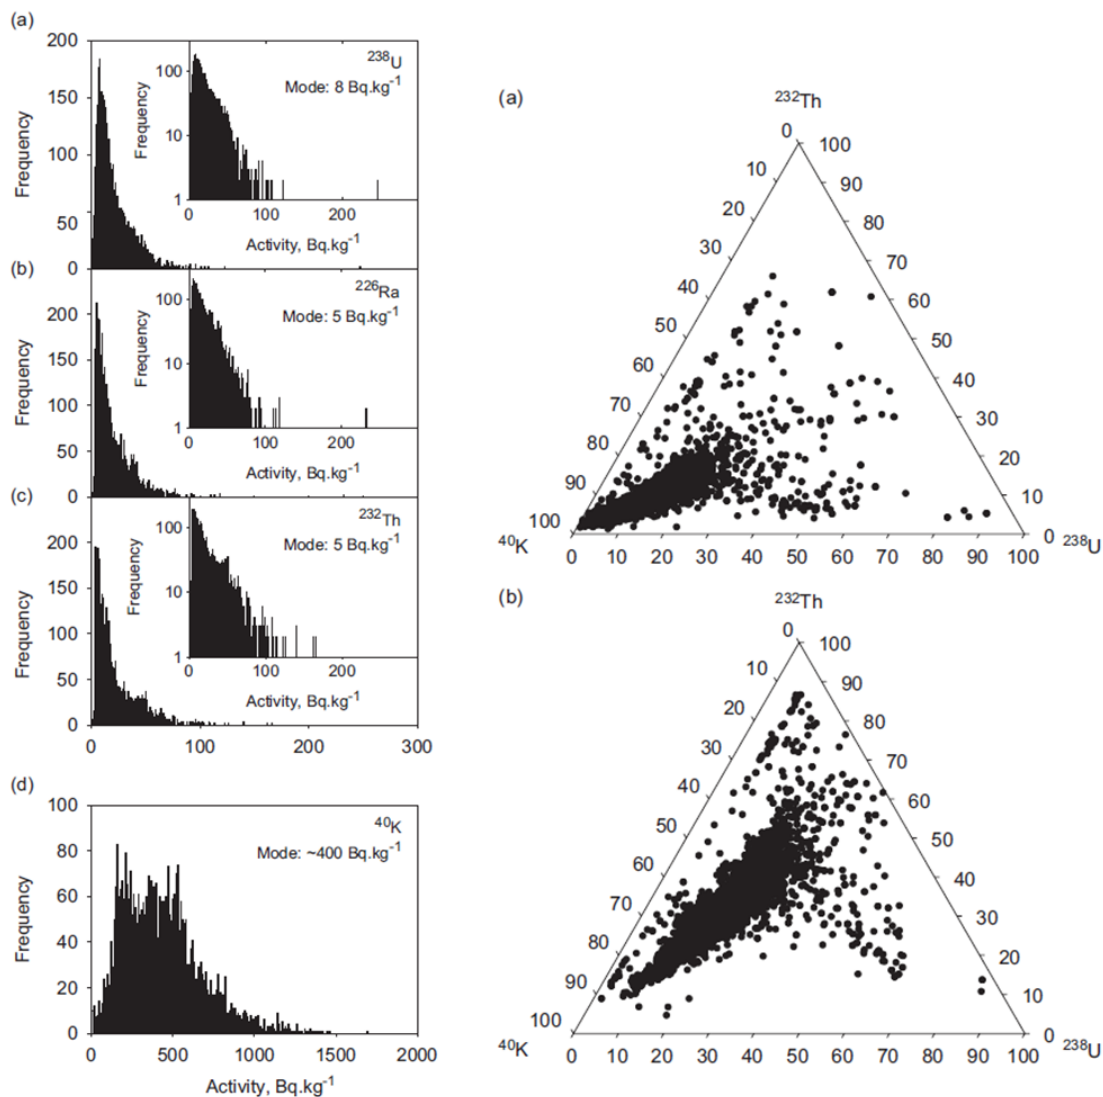 (a)
200
150
100
50
0
Frequency
100
10
1
Frequency
0
100
200
Activity, Bq.kg-1
238U
Mode: 8 Bq.kg-1
(b)
200
150
100
50
0
Frequency
100
10
1
Frequency
0
100
200
Activity, Bq.kg-1
226Ra
Mode: 5 Bq.kg-1
(c)
200
150
100
50
0
Frequency
100
10
1
Frequency
0
100
200
Activity, Bq.kg-1
232Th
Mode: 5 Bq.kg-1
0
100
200
300
(d)
100
80
60
40
20
0
Frequency
40K
Mode: ~400 Bq.kg-1
0
500
1000
1500
2000
Activity, Bq.kg-1
(a)
232Th
0
10
20
30
40
50
60
70
80
90
100
100
90
80
70
60
50
40
30
20
10
0
40K
238U
0 10 20 30 40 50 60 70 80 90 100
(b)
232Th
0
10
20
30
40
50
60
70
80
90
100
100
90
80
70
60
50
40
30
20
10
0
40K
238U
0 10 20 30 40 50 60 70 80 90 100